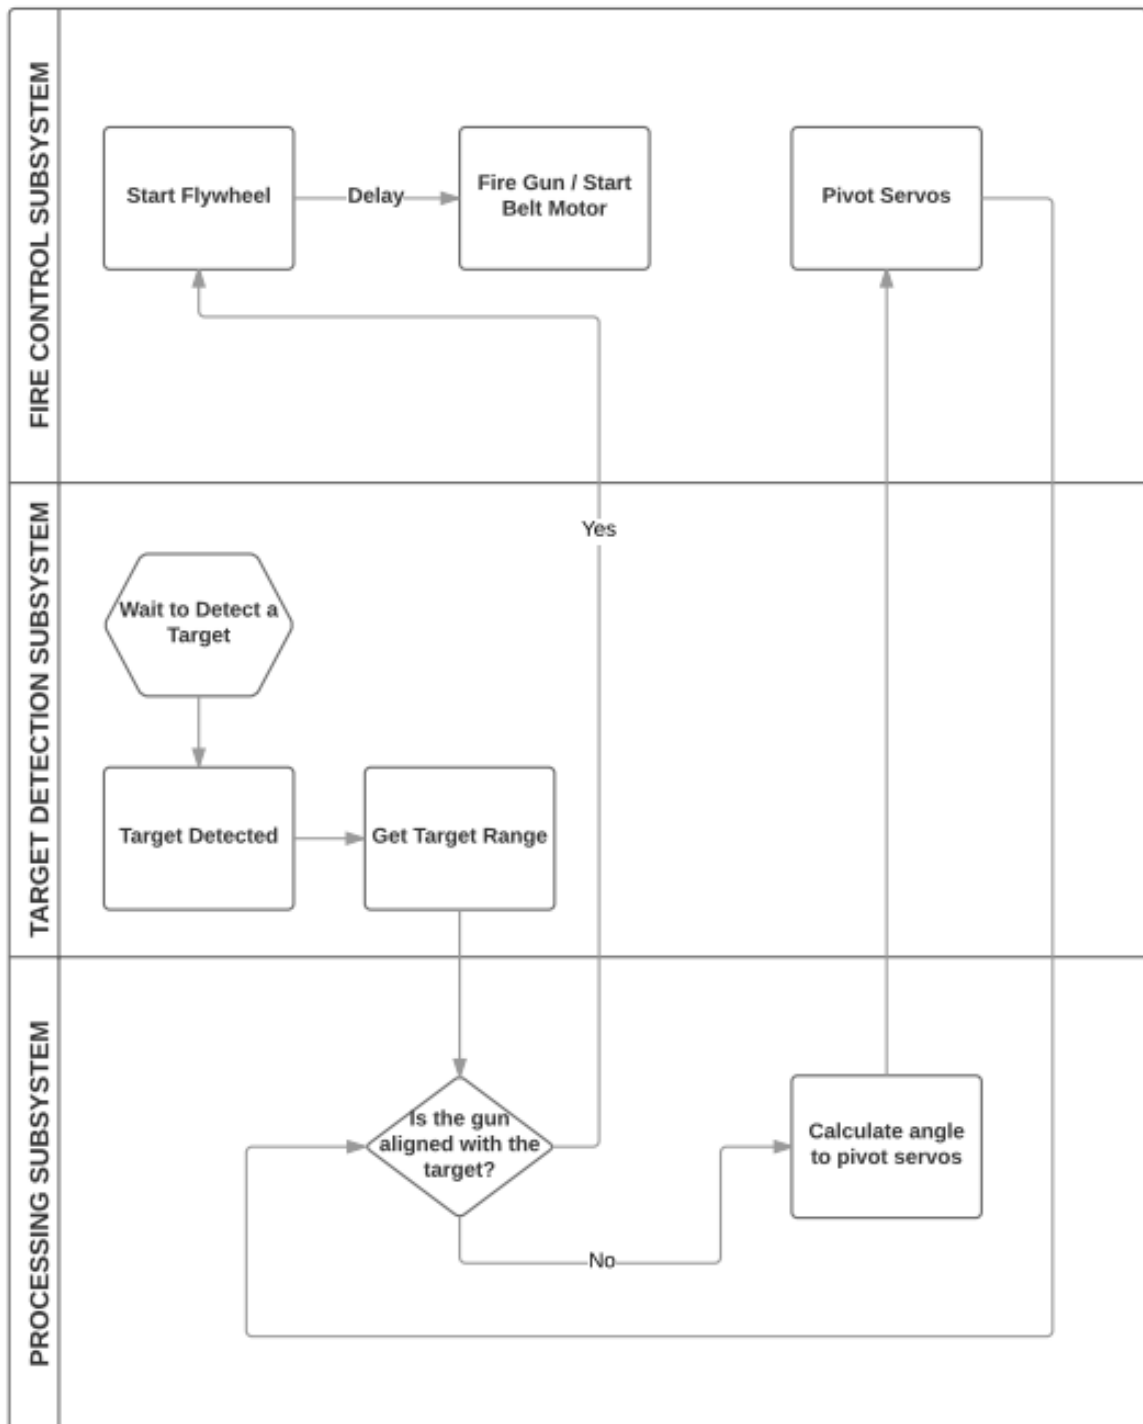 FIRE CONTROL SUBSYSTEM
Start Flywheel
Delay
Fire Gun / Start
Belt Motor
Pivot Servos
TARGET DETECTION SUBSYSTEM
Yes
Wait to Detect a
Target
Target Detected
Get Target Range
PROCESSING SUBSYSTEM
Is the gun
aligned with the
target?
Calculate angle
to pivot servos
No